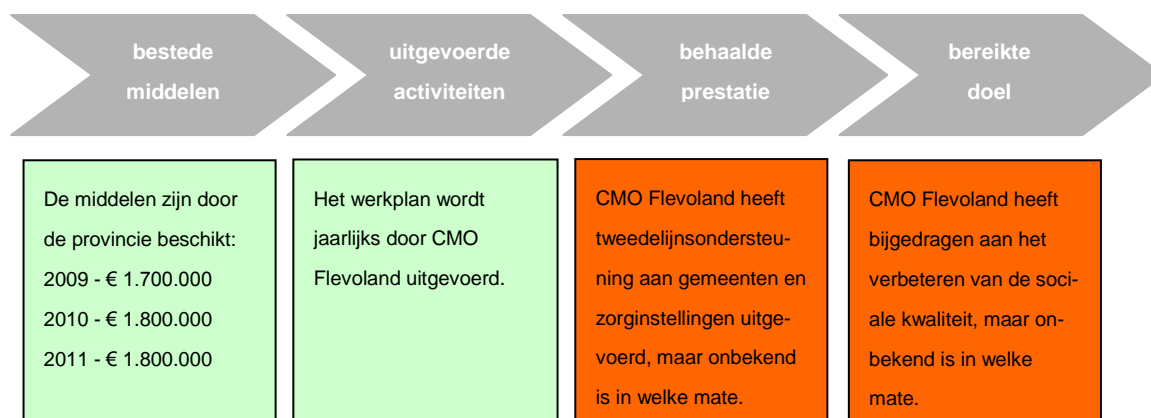 bestede
middelen
uitgevoerde
activiteiten
behaalde
prestatie
bereikte
doel
De middelen zijn door
de provincie beschikt:
2009 - € 1.700.000
2010 - € 1.800.000
2011 - € 1.800.000
Het werkplan wordt
jaarlijks door CMO
Flevoland uitgevoerd.
CMO Flevoland heeft
tweedelijnsondersteu-
ning aan gemeenten en
zorginstellingen uitge-
voerd, maar onbekend
is in welke mate.
CMO Flevoland heeft
bijgedragen aan het
verbeteren van de soci-
ale kwaliteit, maar on-
bekend is in welke
mate.